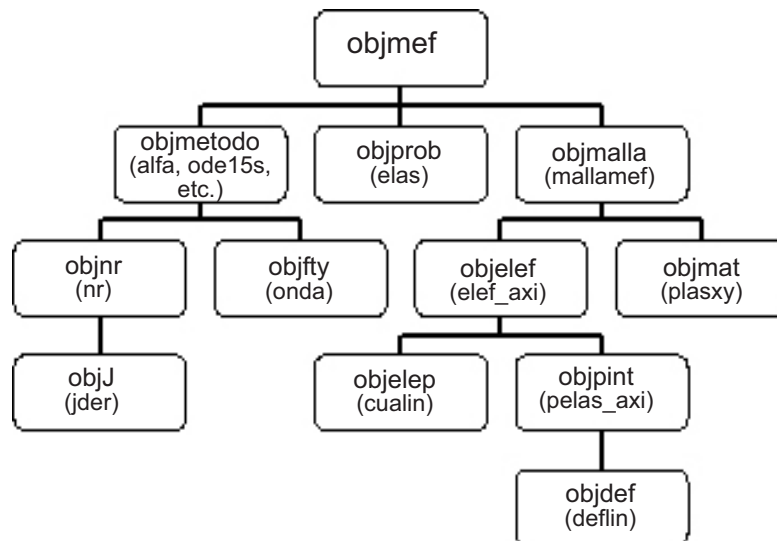 objmef
objmetodo
(alfa, ode15s,
etc.)
objprob
(elas)
objmalla
(mallamef)
objnr
(nr)
objfty
(onda)
objelef
(elef_axi)
objmat
(plasxy)
objJ
(jder)
objelep
(cualin)
objpint
(pelas_axi)
objdef
(deflin)